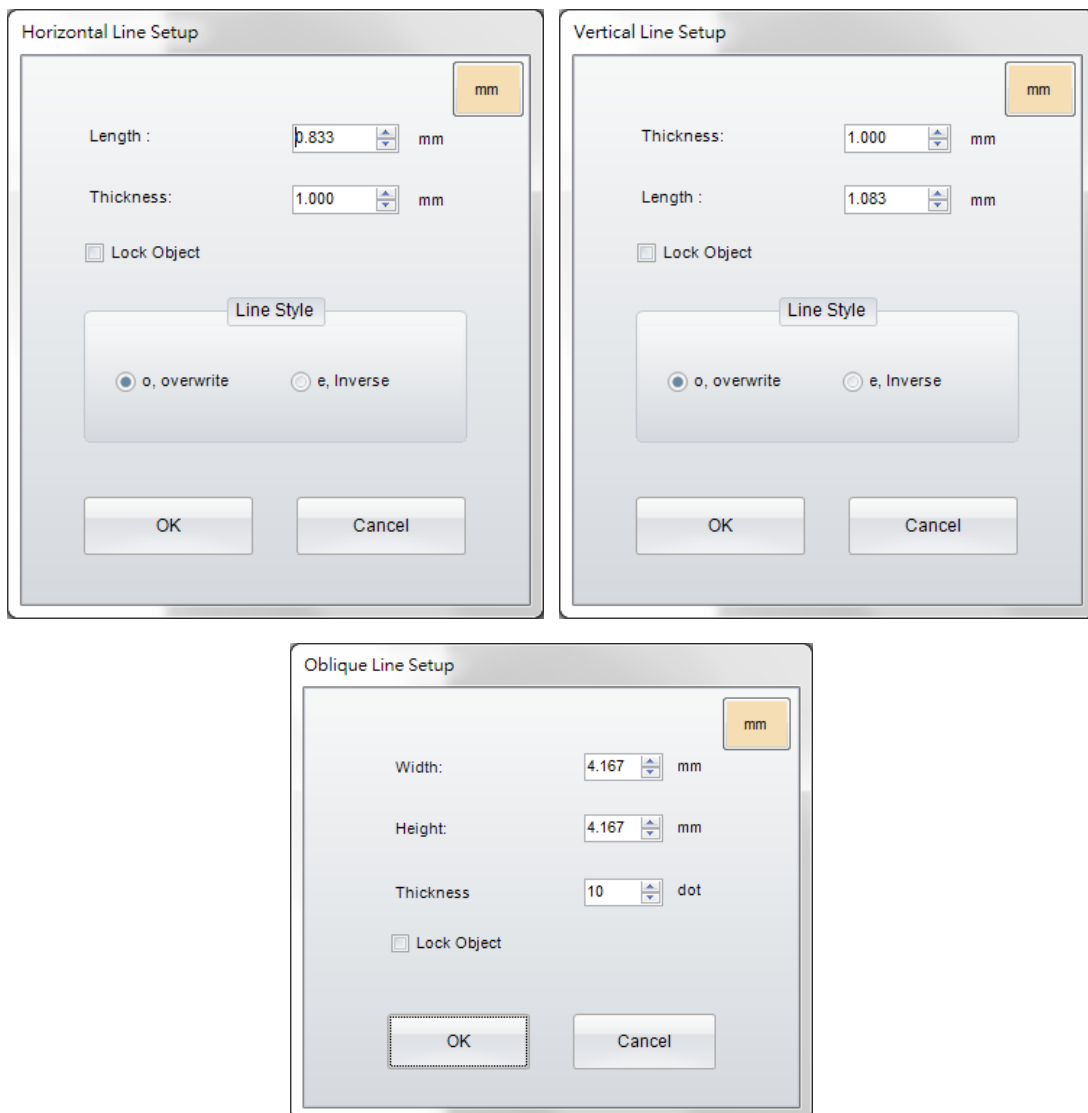 Horizontal Line Setup
mm
Length : 0.833 mm
Thickness: 1.000 mm
Lock Object
Line Style
o, overwrite e, Inverse
OK Cancel
Vertical Line Setup
mm
Thickness: 1.000 mm
Length : 1.083 mm
Lock Object
Line Style
o, overwrite e, Inverse
OK Cancel
Oblique Line Setup
mm
Width: 4.167 mm
Height: 4.167 mm
Thickness 10 dot
Lock Object
OK Cancel